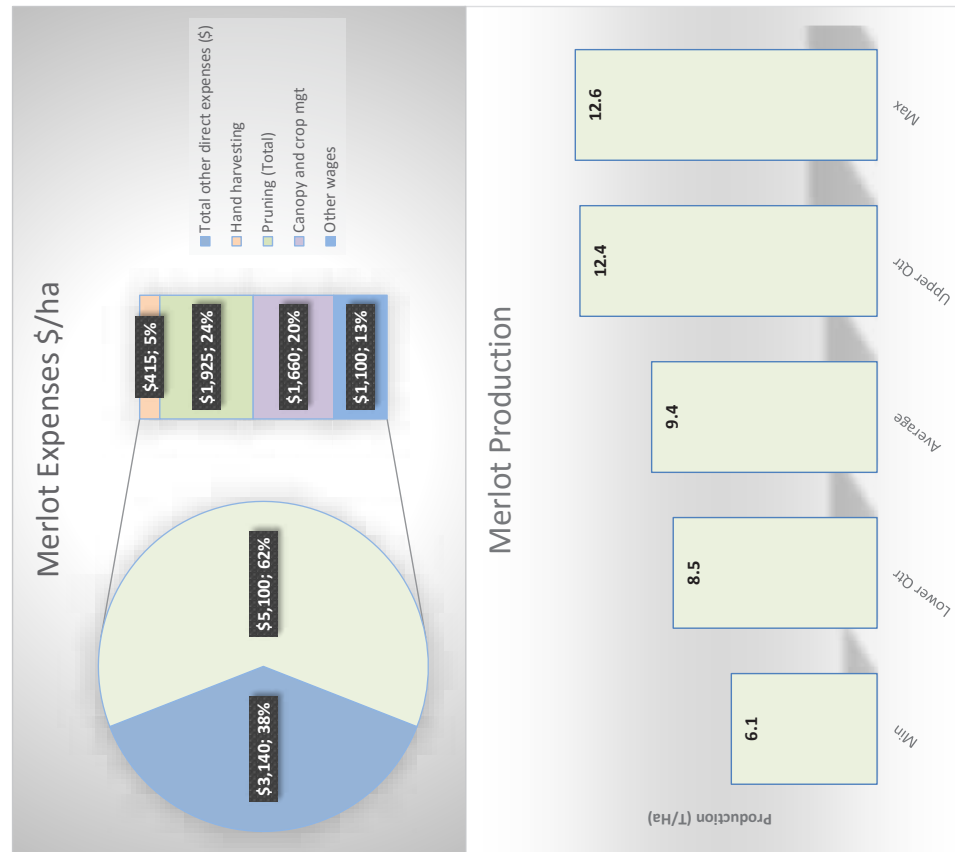 Merlot Expenses $/ha
$3,140; 38%
$5,100; 62%
$415; 5%
$1,925; 24%
$1,660; 20%
$1,100; 13%
Total other direct expenses ($)
Hand harvesting
Pruning (Total)
Canopy and crop mgt
Other wages
Merlot Production
Production (T/Ha)
6.1
8.5
9.4
12.4
12.6
Min
Lower Qtr
Average
Upper Qtr
Max